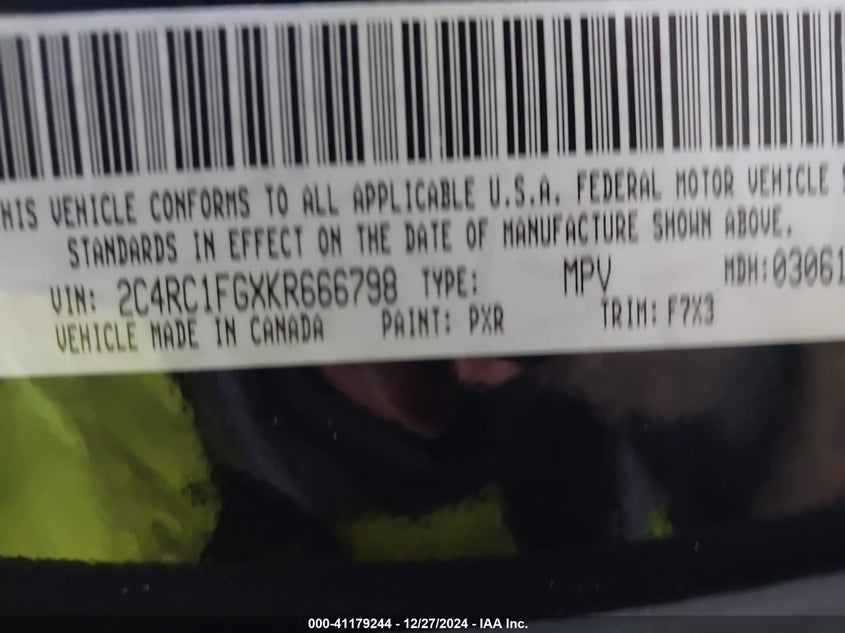 HIS VEHICLE CONFORMS TO ALL APPLICABLE U.S.A. FEDERAL MOTOR VEHICLE S
STANDARDS IN EFFECT ON THE DATE OF MANUFACTURE SHOWN ABOVE.
VIN: 2C4RC1FGXKR666798 TYPE: MPV MDH:03061
VEHICLE MADE IN CANADA PAINT: PXR TRIM: F7X3
000-41179244 - 12/27/2024 - IAA Inc.